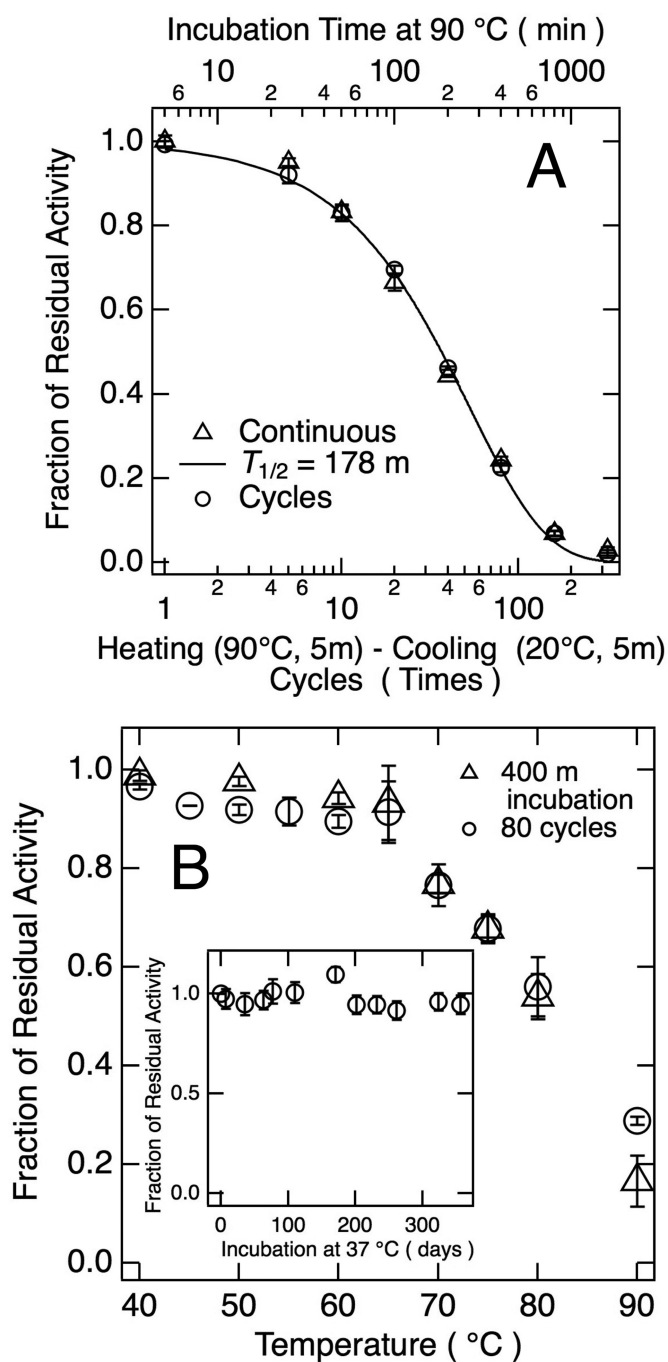 Incubation Time at 90 °C ( min )
10 100 1000
6 2 4 6 2 4 6
A
Fraction of Residual Activity
1.0
0.8
0.6
0.4
0.2
0.0
Continuous
T1/2 = 178 m
Cycles
2 4 6 2 4 6 2
1 10 100
Heating (90°C, 5m) - Cooling (20°C, 5m)
Cycles ( Times )
B
Fraction of Residual Activity
1.0
0.8
0.6
0.4
0.2
0.0
400 m
incubation
80 cycles
Fraction of Residual Activity
1.0
0.5
0.0
0 100 200 300
Incubation at 37 °C ( days )
40 50 60 70 80 90
Temperature ( °C )